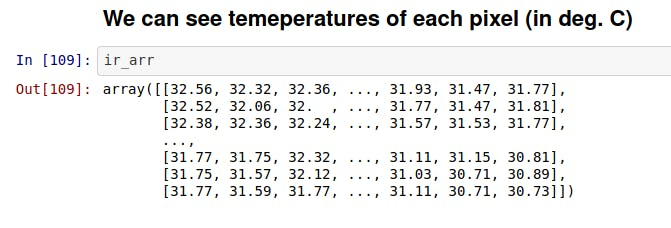 We can see temeperatures of each pixel (in deg. C)
In [109]: ir_arr
Out[109]: array([[32.56, 32.32, 32.36, ..., 31.93, 31.47, 31.77],
[32.52, 32.06, 32.  , ..., 31.77, 31.47, 31.81],
[32.38, 32.36, 32.24, ..., 31.57, 31.53, 31.77],
...,
[31.77, 31.75, 32.32, ..., 31.11, 31.15, 30.81],
[31.75, 31.57, 32.12, ..., 31.03, 30.71, 30.89],
[31.77, 31.59, 31.77, ..., 31.11, 30.71, 30.73]])